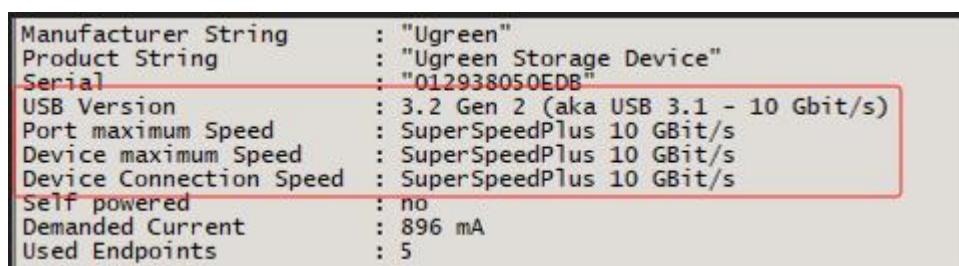 Manufacturer String : "Ugreen"
Product String : "Ugreen Storage Device"
Serial : "012938050EDB"
USB Version : 3.2 Gen 2 (aka USB 3.1 - 10 Gbit/s)
Port maximum Speed : SuperSpeedPlus 10 GBit/s
Device maximum Speed : SuperSpeedPlus 10 GBit/s
Device Connection Speed : SuperSpeedPlus 10 GBit/s
Self powered : no
Demanded Current : 896 mA
Used Endpoints : 5